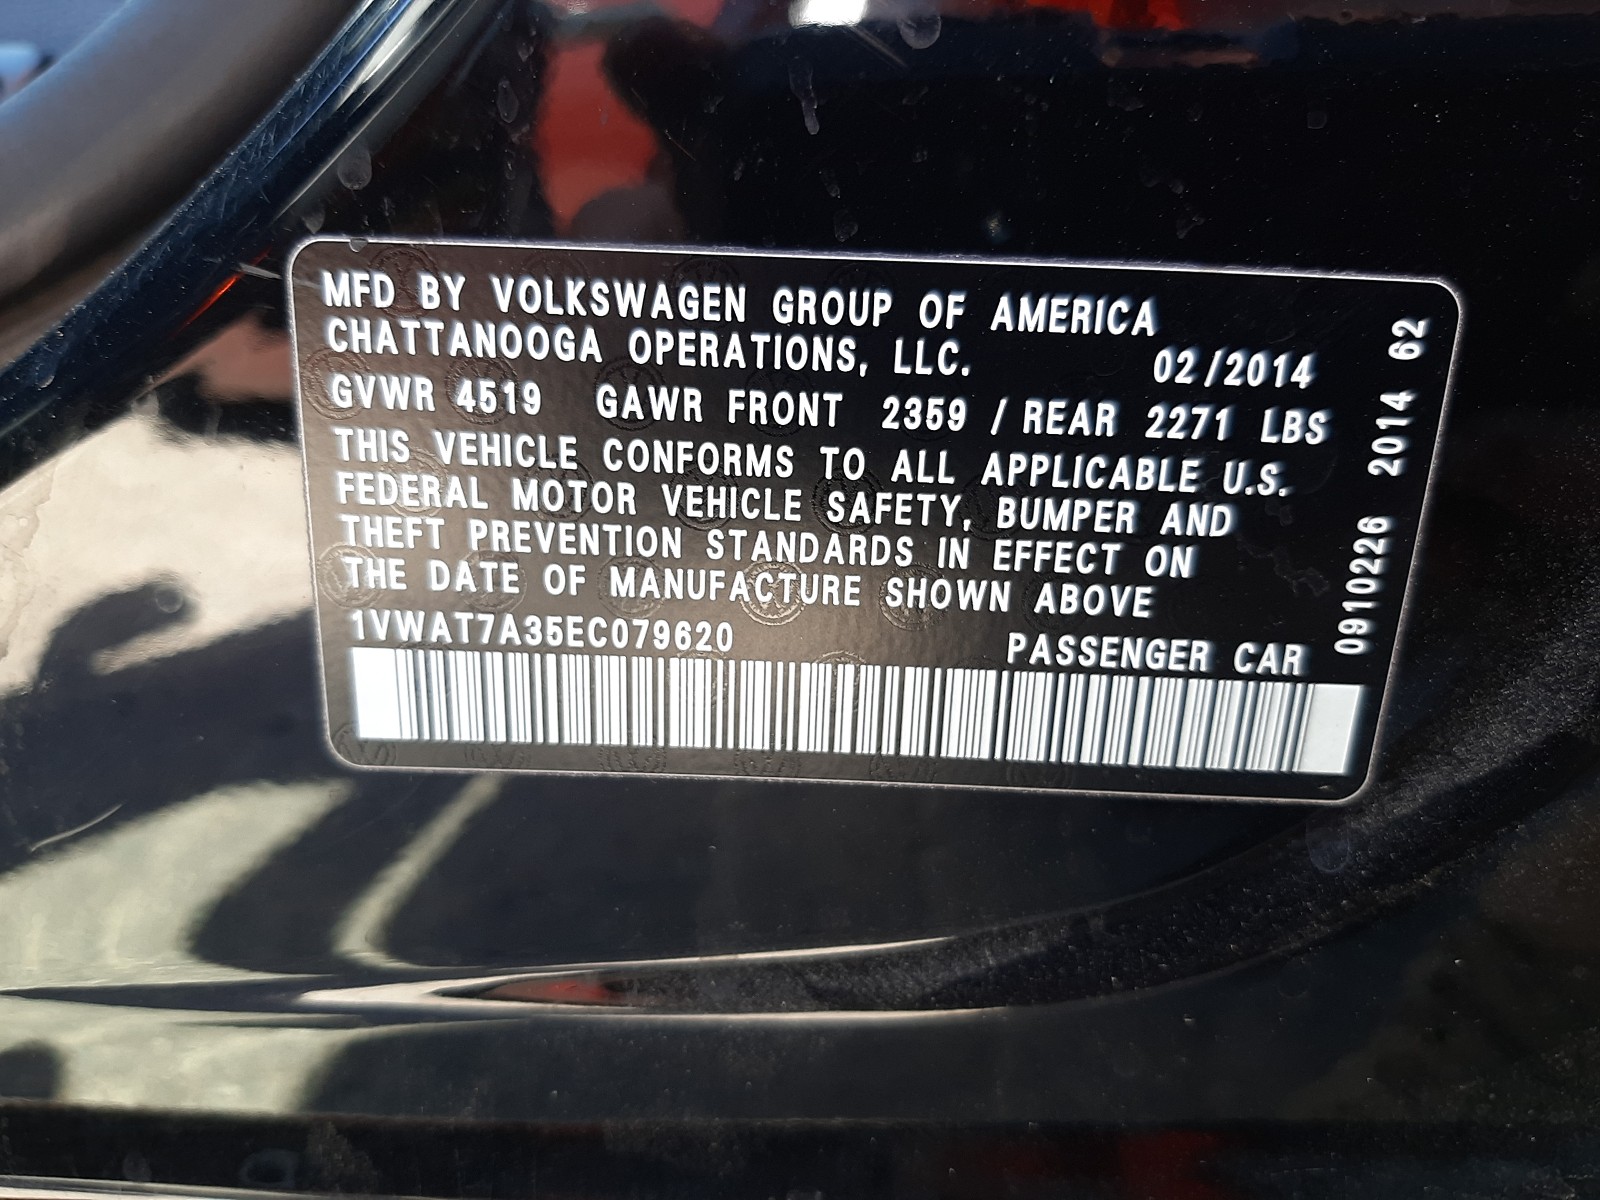 MFD BY VOLKSWAGEN GROUP OF AMERICA
CHATTANOOGA OPERATIONS, LLC. 02/2014
GVWR 4519 GAWR FRONT 2359 / REAR 2271 LBS
THIS VEHICLE CONFORMS TO ALL APPLICABLE U.S.
FEDERAL MOTOR VEHICLE SAFETY, BUMPER AND
THEFT PREVENTION STANDARDS IN EFFECT ON
THE DATE OF MANUFACTURE SHOWN ABOVE
1VWAT7A35EC079620 PASSENGER CAR
0910226 2014 62